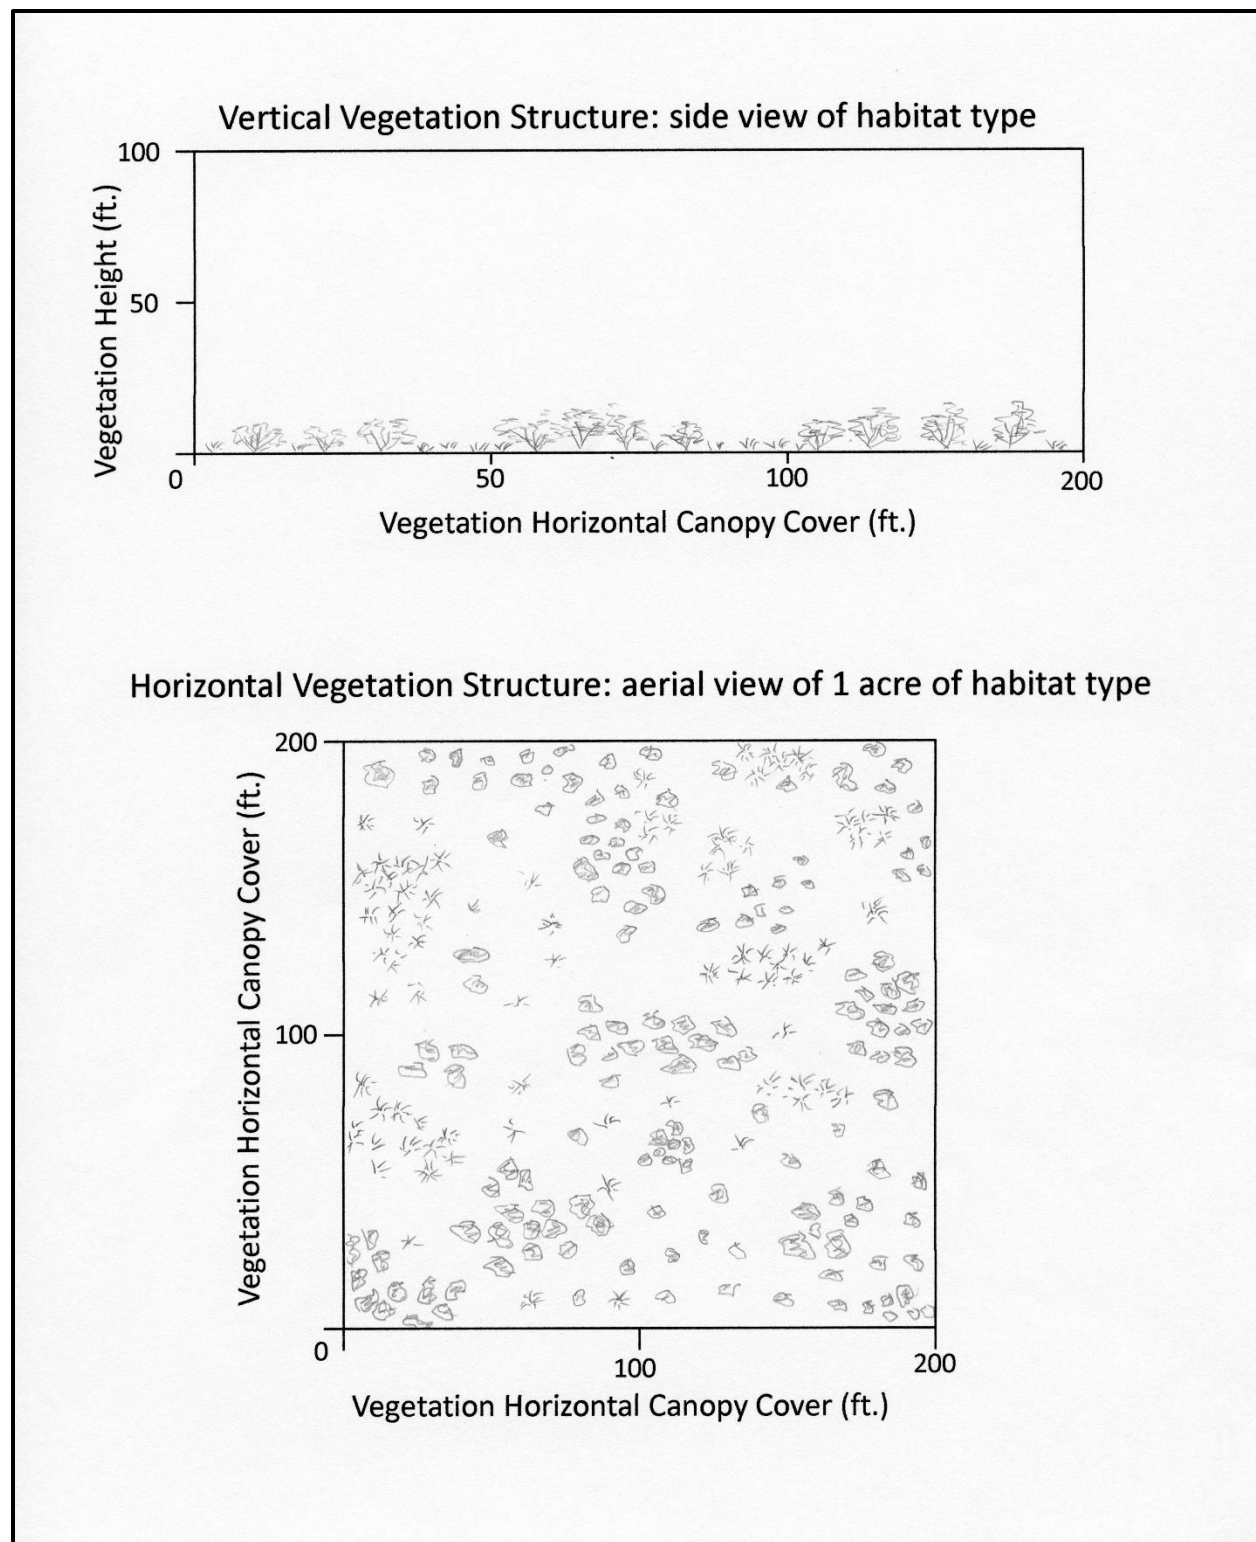 Vertical Vegetation Structure: side view of habitat type
100
50
Vegetation Height (ft.)
0
50
100
200
Vegetation Horizontal Canopy Cover (ft.)
Horizontal Vegetation Structure: aerial view of 1 acre of habitat type
200
100
Vegetation Horizontal Canopy Cover (ft.)
0
100
200
Vegetation Horizontal Canopy Cover (ft.)